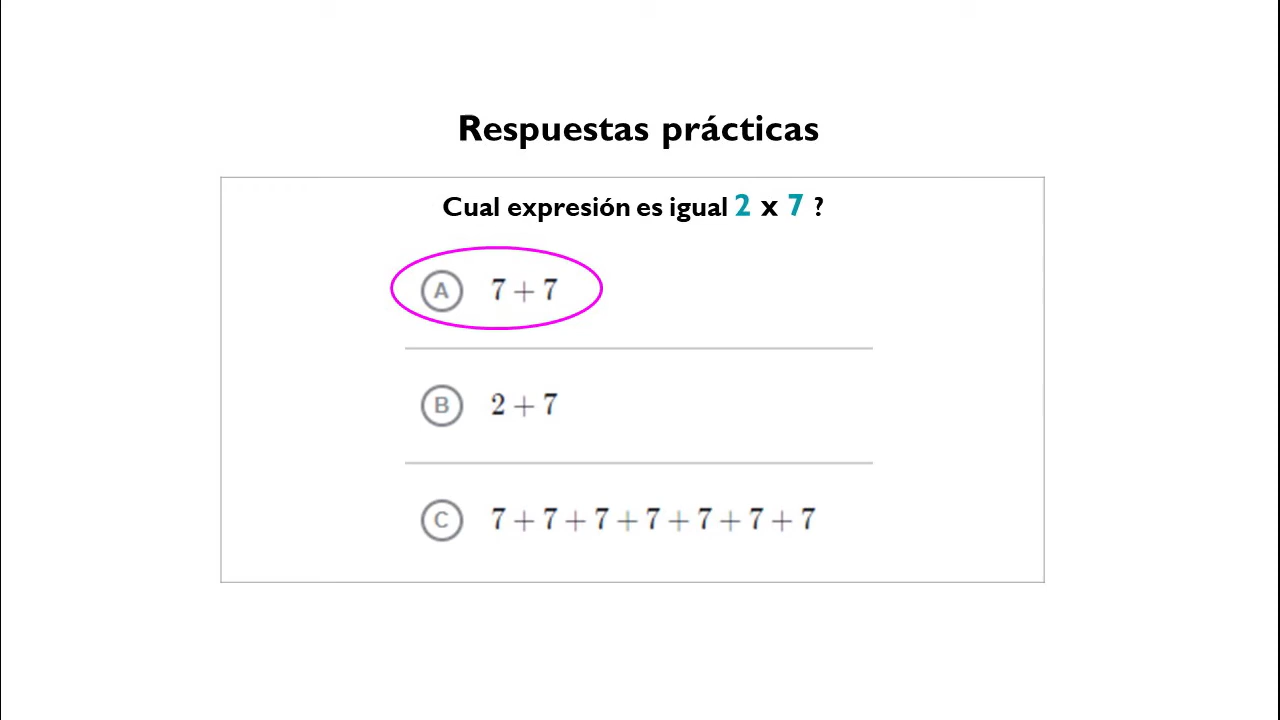 Respuestas prácticas
Cual expresión es igual 2 x 7 ?
A 7 + 7
B 2 + 7
C 7 + 7 + 7 + 7 + 7 + 7 + 7